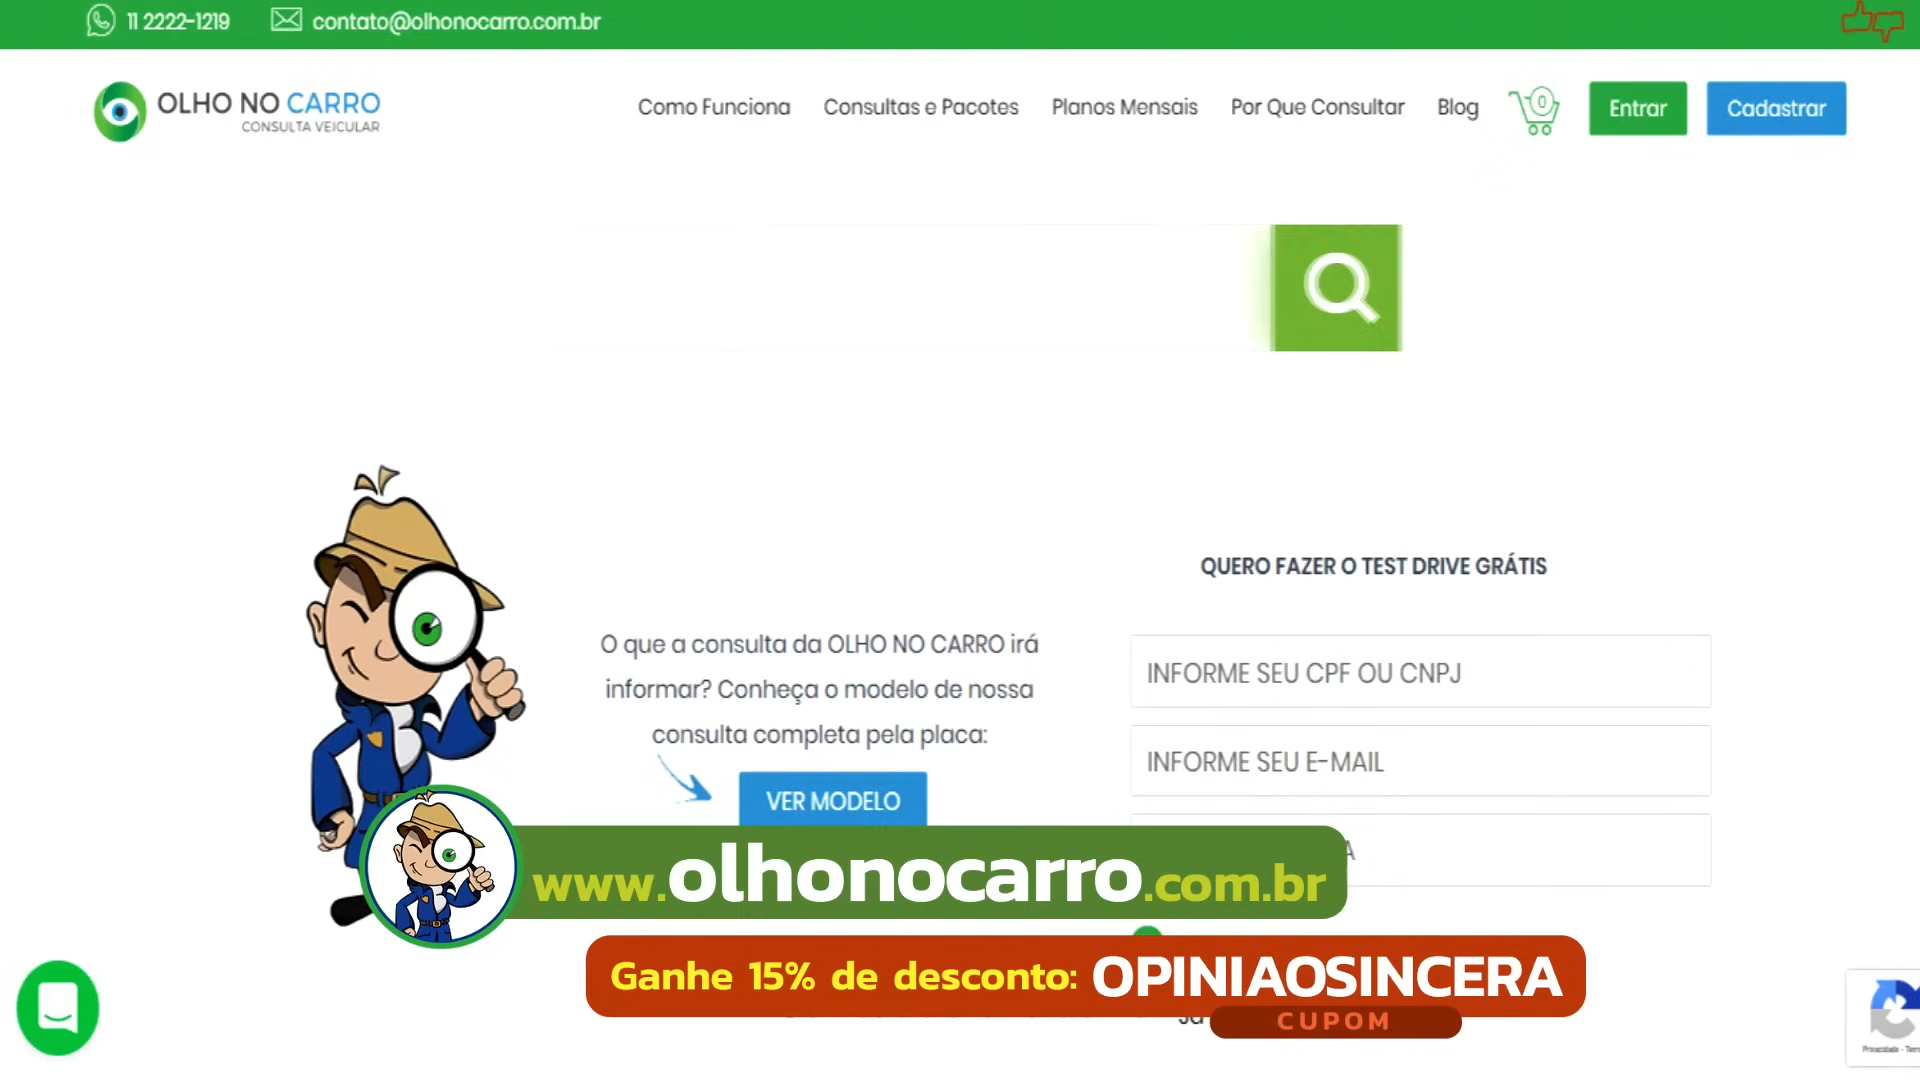 11 2222-1219
contato@olhonocarro.com.br
OLHO NO CARRO
CONSULTA VEICULAR
Como Funciona
Consultas e Pacotes
Planos Mensais
Por Que Consultar
Blog
0
Entrar
Cadastrar
QUERO FAZER O TEST DRIVE GRÁTIS
O que a consulta da OLHO NO CARRO irá
informar? Conheça o modelo de nossa
consulta completa pela placa:
VER MODELO
INFORME SEU CPF OU CNPJ
INFORME SEU E-MAIL
www.olhonocarro.com.br
Ganhe 15% de desconto: OPINIAOSINCERA
CUPOM